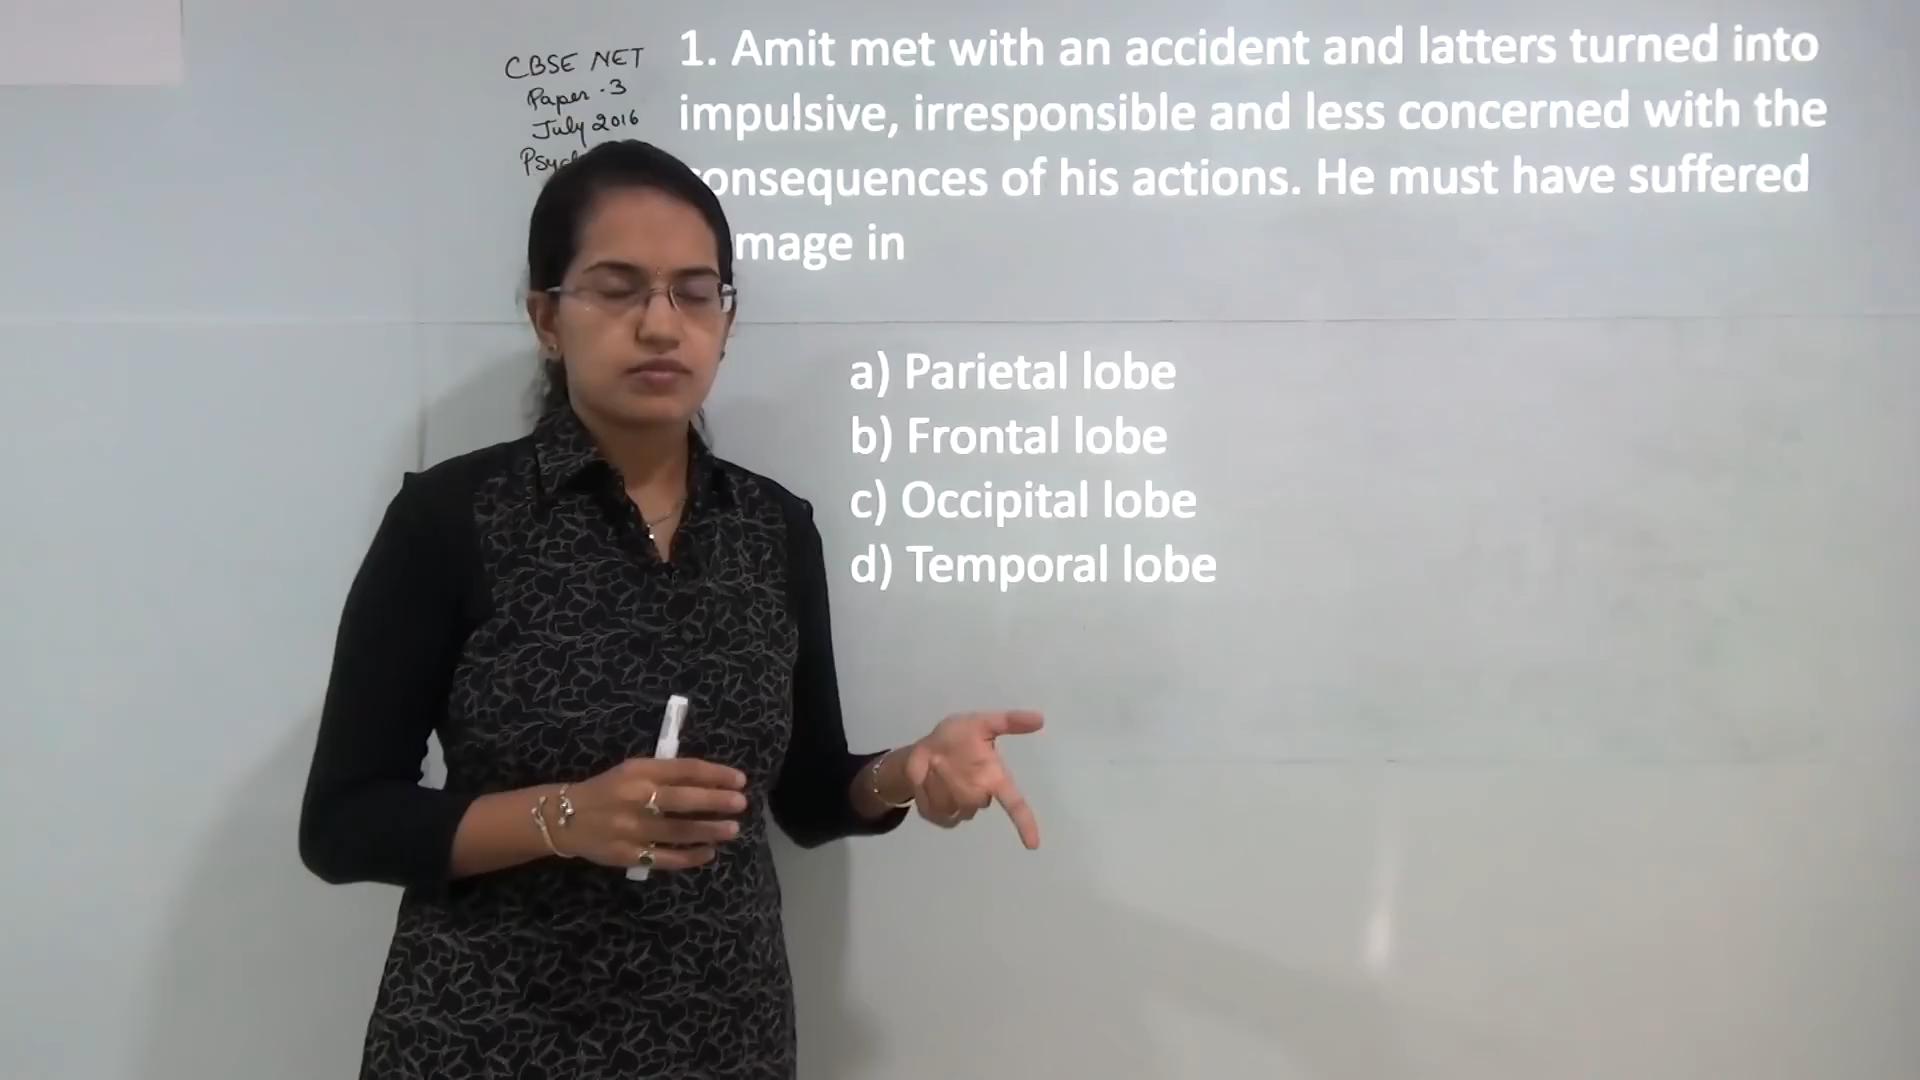 CBSE NET
Paper - 3
July 2016
1. Amit met with an accident and latters turned into
impulsive, irresponsible and less concerned with the
consequences of his actions. He must have suffered
mage in
a) Parietal lobe
b) Frontal lobe
c) Occipital lobe
d) Temporal lobe